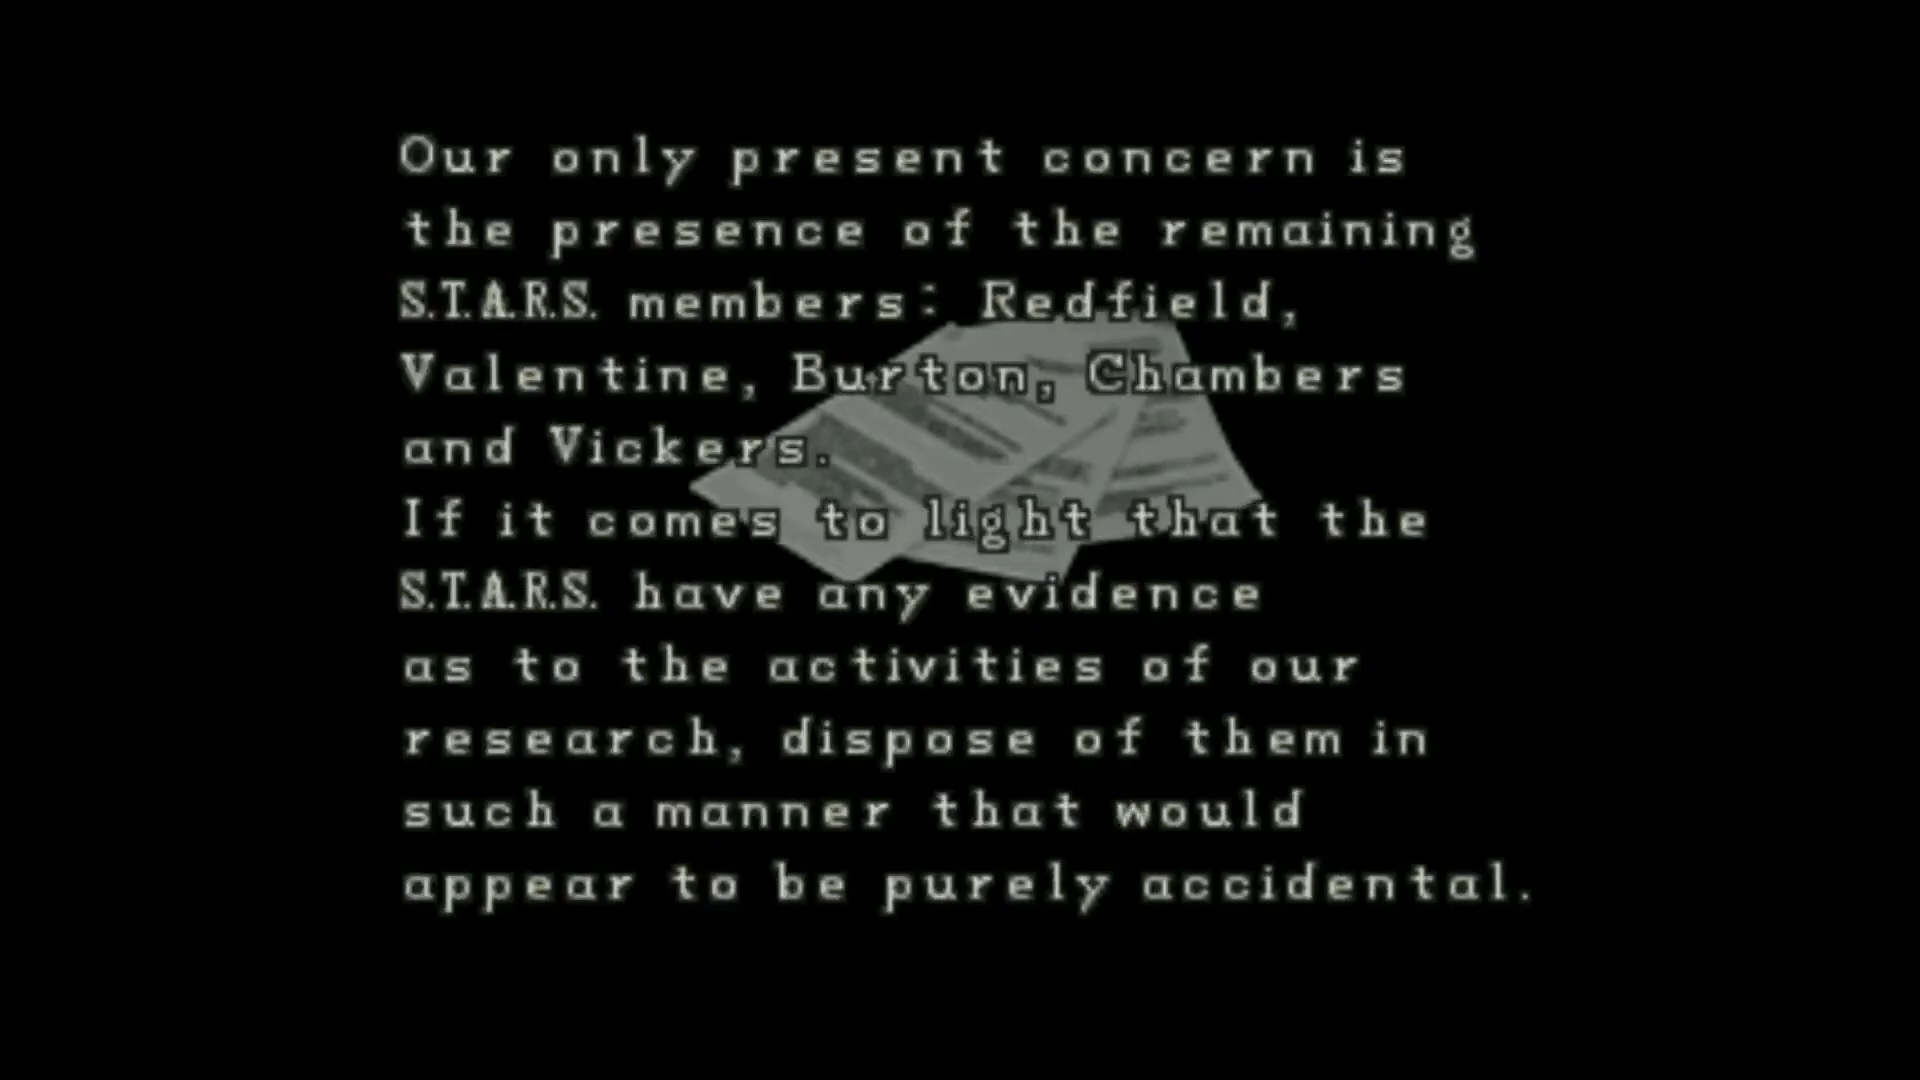 Our only present concern is
the presence of the remaining
S.T.A.R.S. members: Redfield,
Valentine, Burton, Chambers
and Vickers.
If it comes to light that the
S.T.A.R.S. have any evidence
as to the activities of our
research, dispose of them in
such a manner that would
appear to be purely accidental.